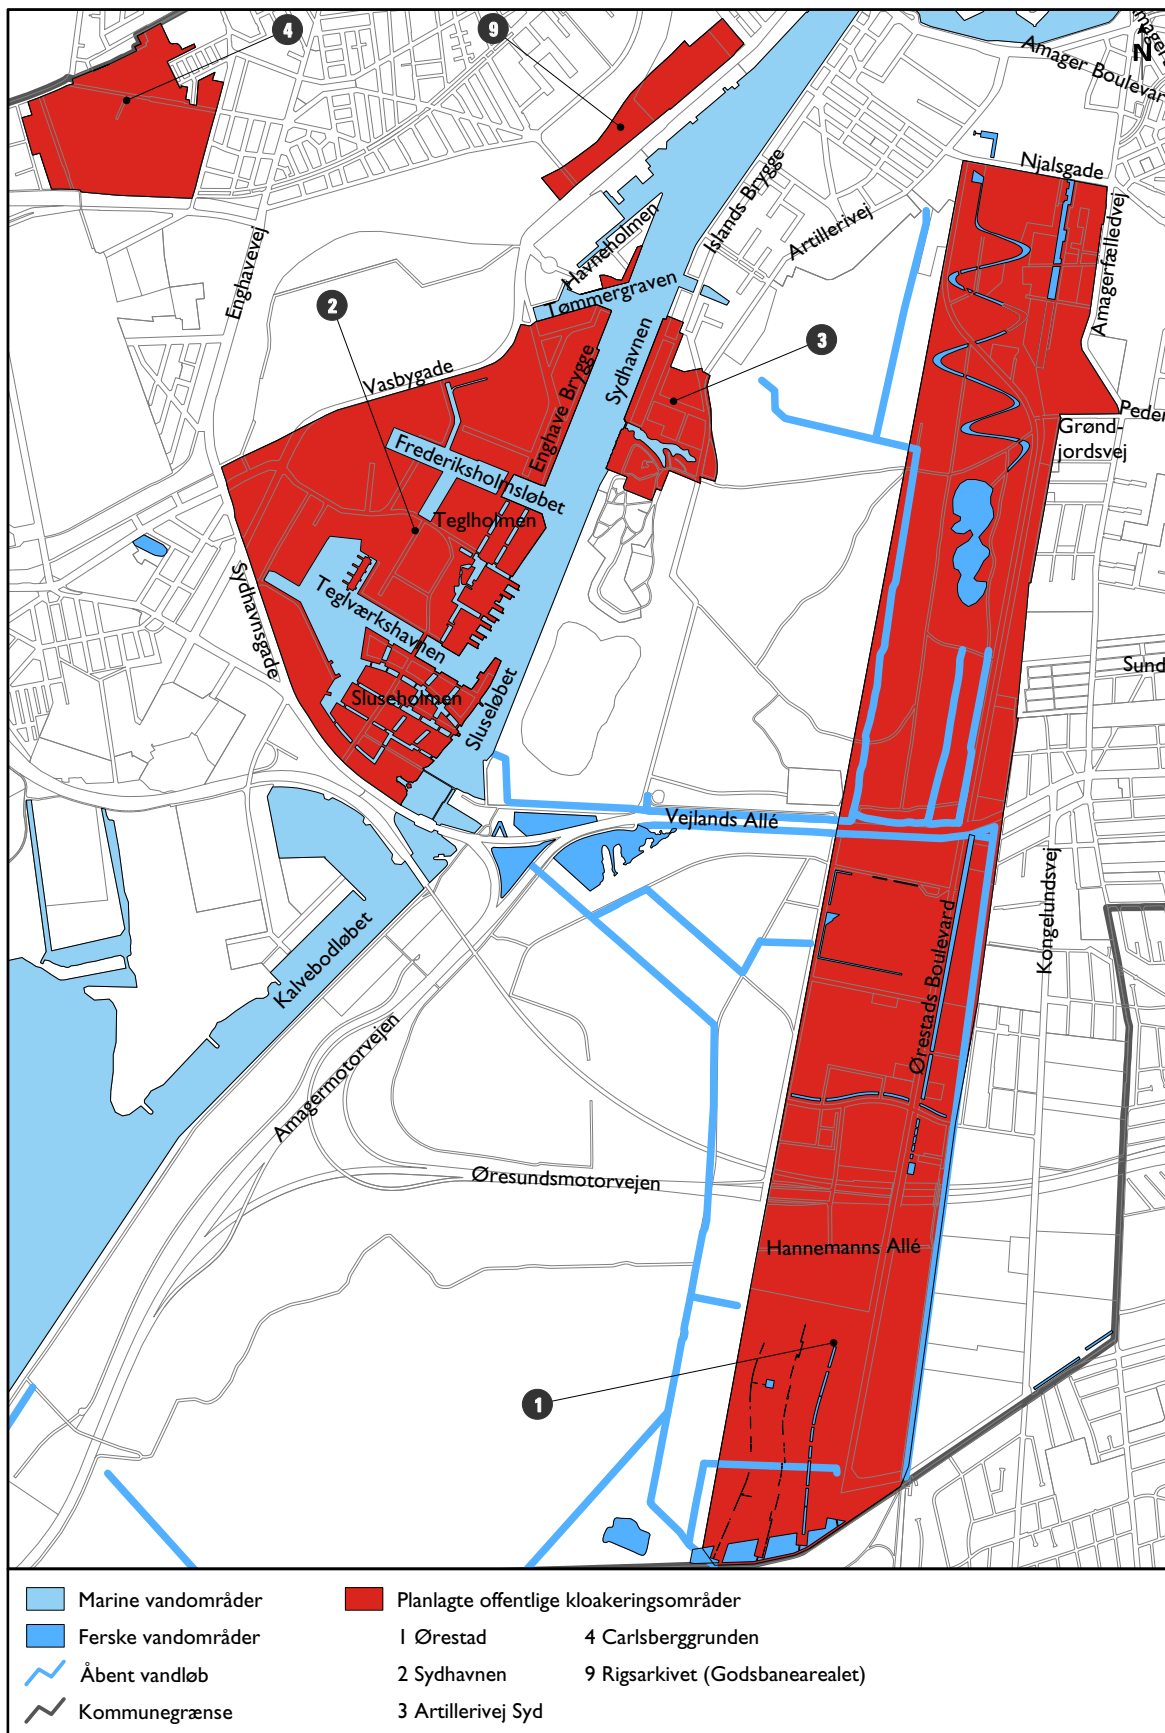 4
9
Amager Boulevar
N
Njalsgade
Islands Brygge
Artillerivej
Amagerfælledvej
Enghavevej
Havneholmen
Tømmergraven
2
Sydhavnen
3
Vasbygade
Enghave Brygge
Peder
Grønd-
jordsvej
Frederiksholmsløbet
Teglholmen
Sydhavnsgade
Teglværkshavnen
Sund
Sluseholmen
Sluseløbet
Vejlands Allé
Kongelundsvej
Ørestads Boulevard
Kalvebodløbet
Amagermotorvejen
Øresundsmotorvejen
Hannemanns Allé
1
Marine vandområder
Ferske vandområder
Åbent vandløb
Kommunegrænse
Planlagte offentlige kloakeringsområder
1 Ørestad
2 Sydhavnen
3 Artillerivej Syd
4 Carlsberggrunden
9 Rigsarkivet (Godsbanearealet)